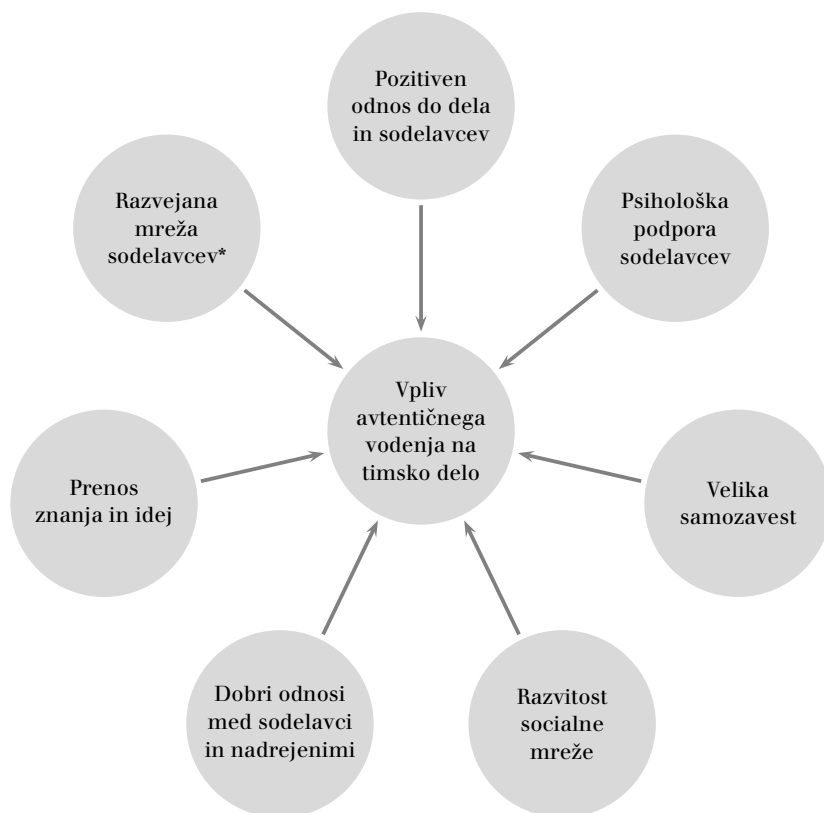 Pozitiven
odnos do dela
in sodelavcev
Razvejana
mreža
sodelavcev*
Psihološka
podpora
sodelavcev
Vpliv
avtentičnega
vodenja na
timsko delo
Prenos
znanja in idej
Velika
samozavest
Dobri odnosi
med sodelavci
in nadrejenimi
Razvitost
socialne
mreže